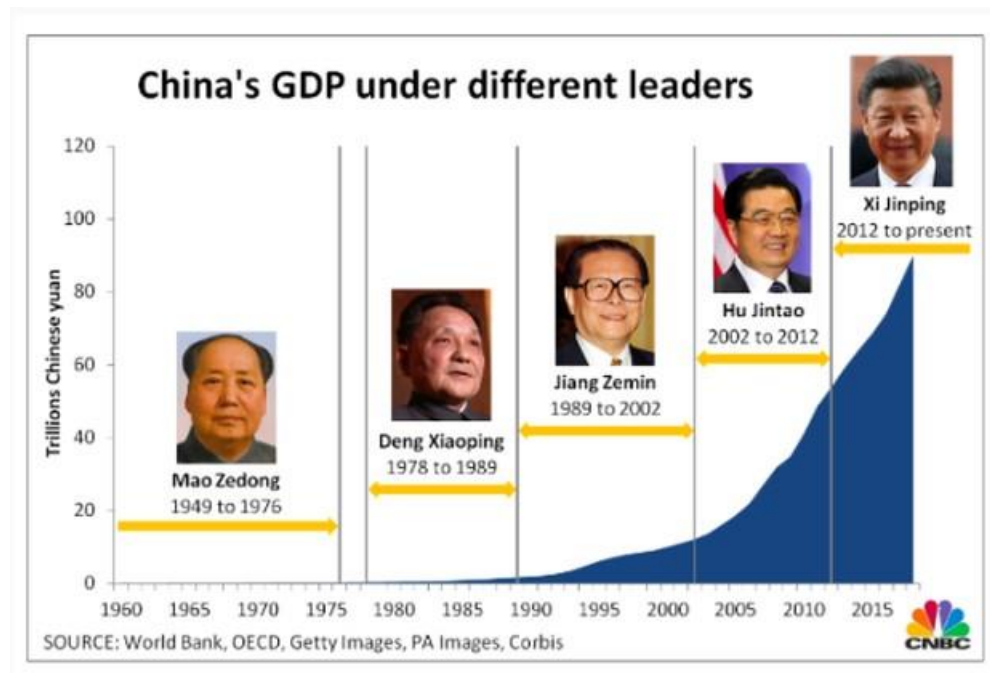 China's GDP under different leaders
Xi Jinping
2012 to present
Hu Jintao
2002 to 2012
Jiang Zemin
1989 to 2002
Deng Xiaoping
1978 to 1989
Mao Zedong
1949 to 1976
Trillions Chinese yuan
120
100
80
60
40
20
0
1960 1965 1970 1975 1980 1985 1990 1995 2000 2005 2010 2015
SOURCE: World Bank, OECD, Getty Images, PA Images, Corbis
CNBC